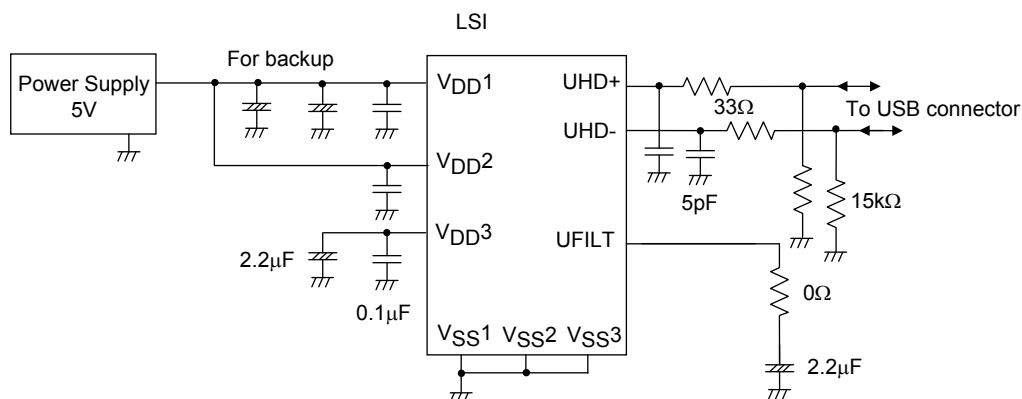 LSI
Power Supply
5V
For backup
VDD1
VDD2
VDD3
2.2μF
0.1μF
VSS1
VSS2
VSS3
UHD+
UHD-
UFILT
33Ω
To USB connector
5pF
15kΩ
0Ω
2.2μF